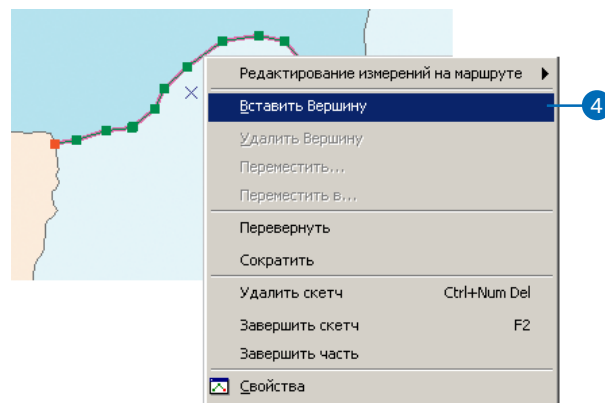 Редактирование измерений на маршруте
Вставить Вершину
4
Удалить Вершину
Переместить...
Переместить в...
Перевернуть
Сократить
Удалить скетч Ctrl+Num Del
Завершить скетч F2
Завершить часть
Свойства